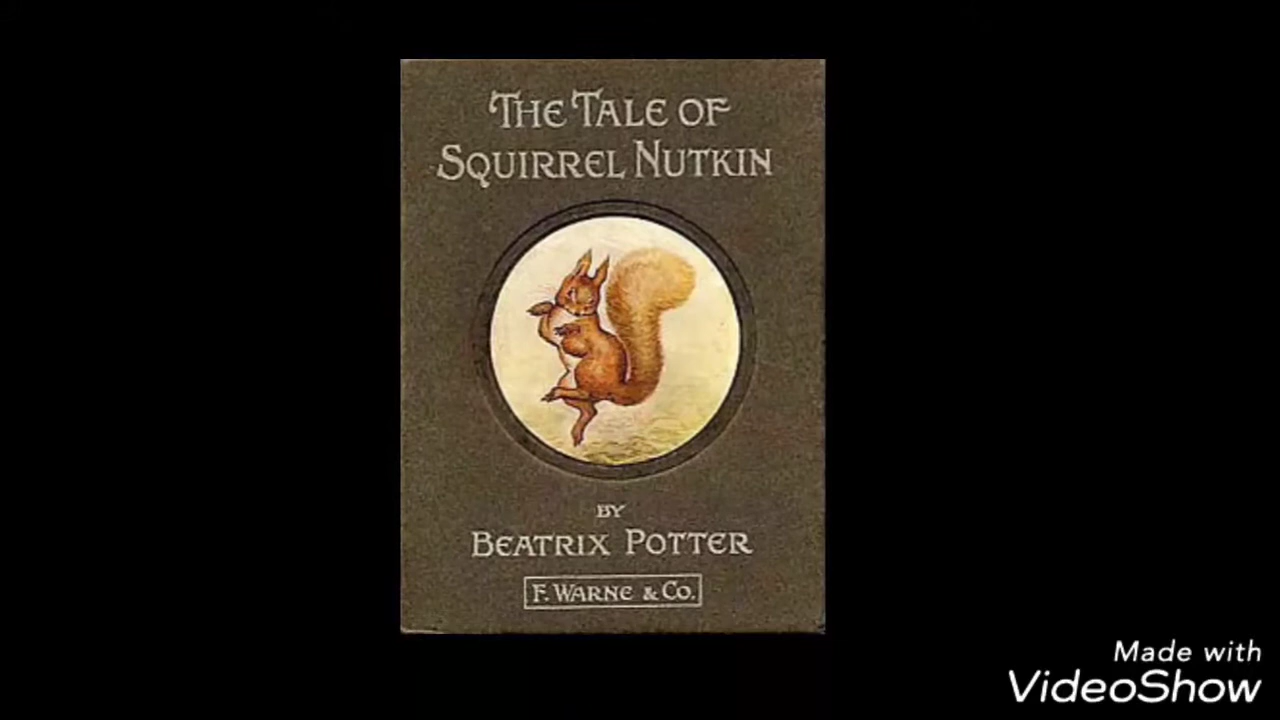 THE TALE OF
SQUIRREL NUTKIN
BY
BEATRIX POTTER
F. WARNE & CO.
Made with
VideoShow